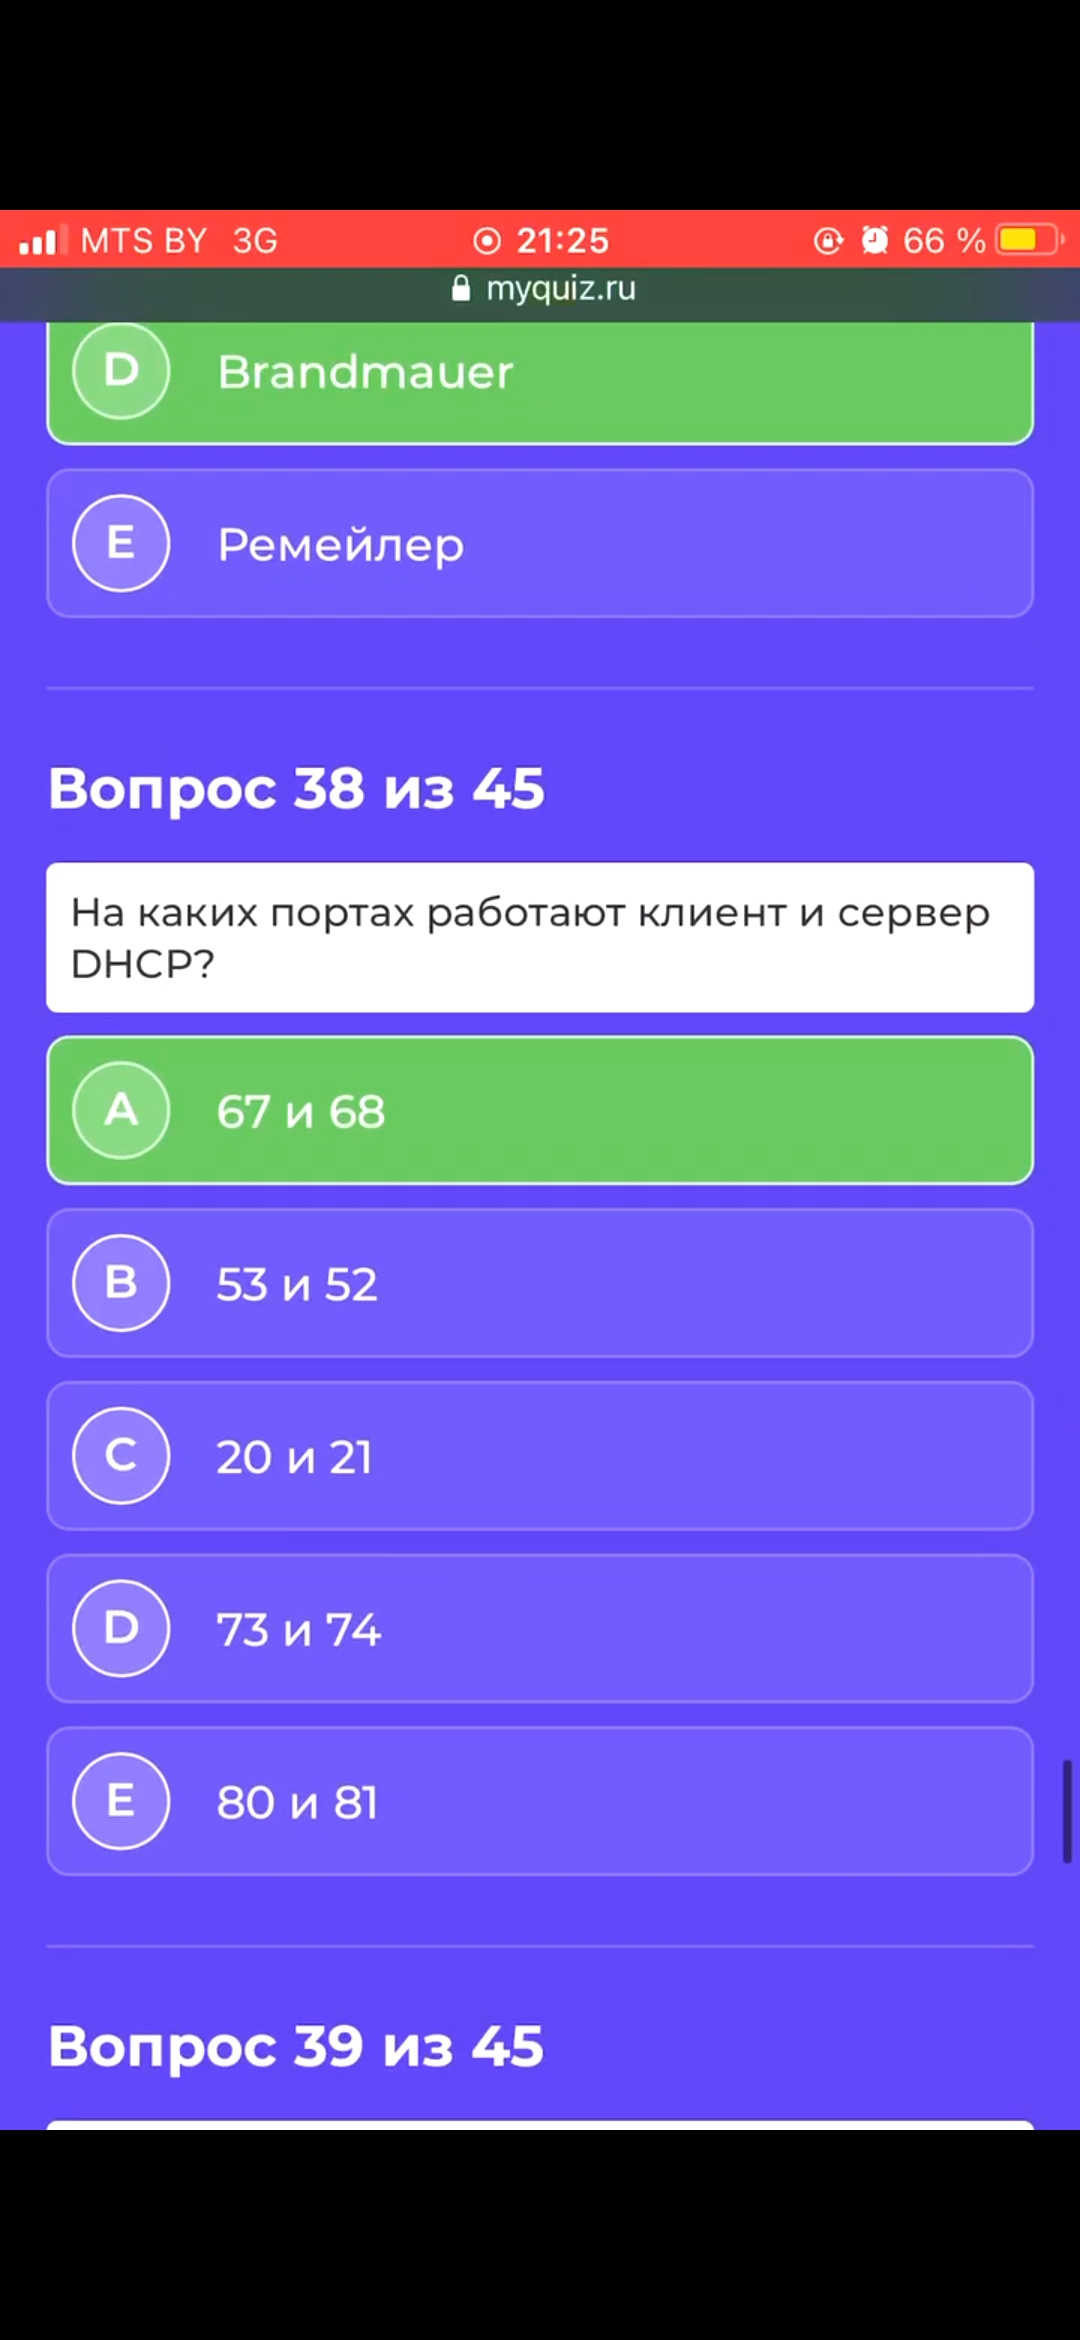 MTS BY 3G 21:25 66 %
myquiz.ru
D Brandmauer
E Ремейлер
Вопрос 38 из 45
На каких портах работают клиент и сервер
DHCP?
A 67 и 68
B 53 и 52
C 20 и 21
D 73 и 74
E 80 и 81
Вопрос 39 из 45